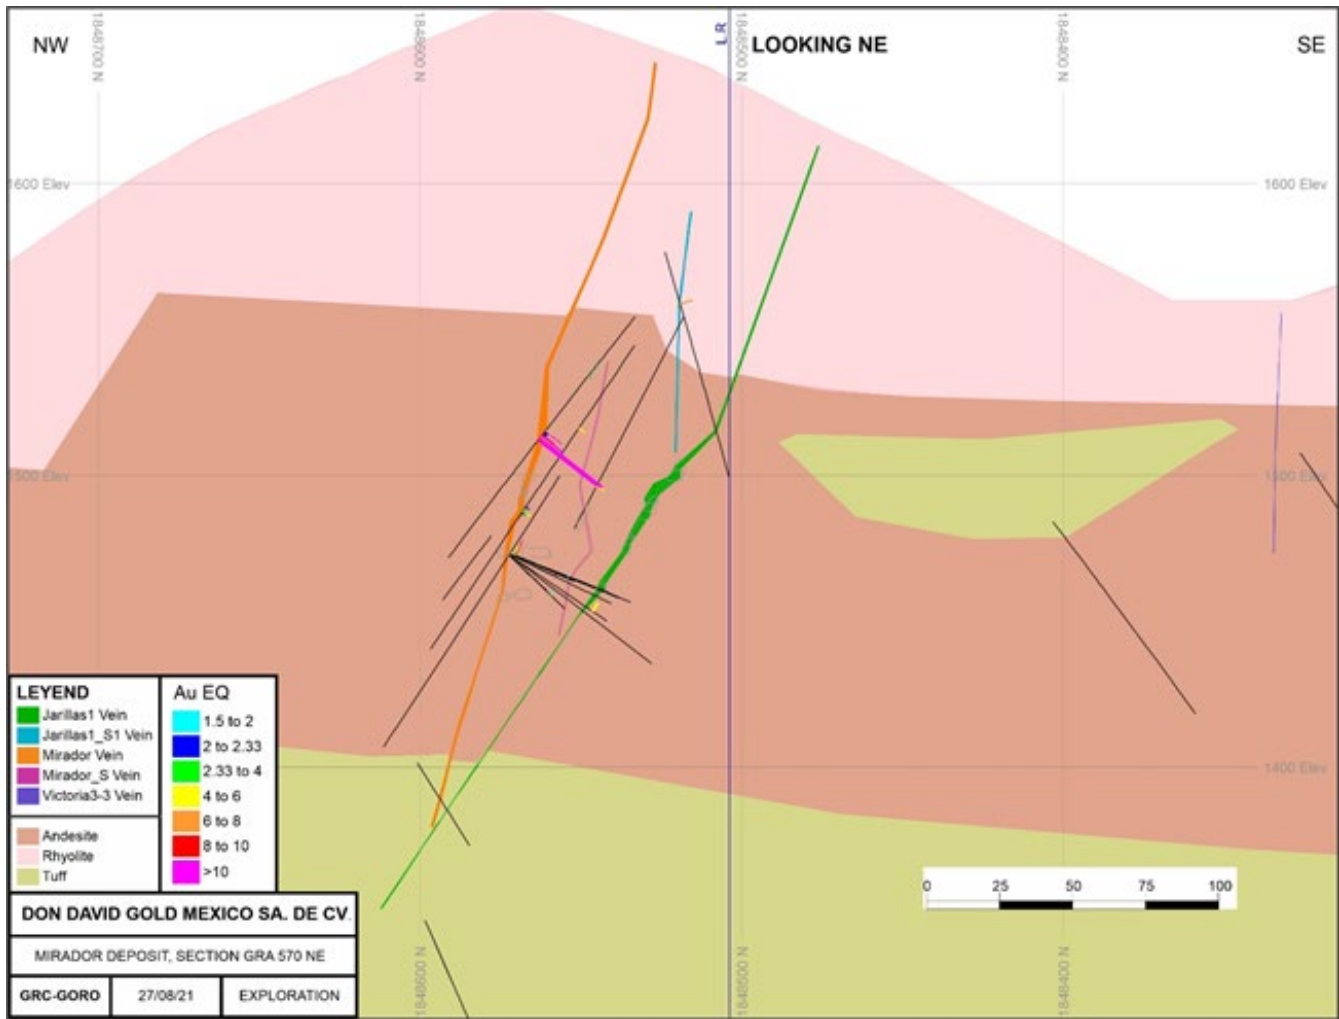 NW
1848700 N
1848600 N
L.R
1848500 N
LOOKING NE
1848400 N
SE
1600 Elev
1600 Elev
1500 Elev
1500 Elev
1400 Elev
LEYEND
Jarillas1 Vein
Jarillas1_S1 Vein
Mirador Vein
Mirador_S Vein
Victoria3-3 Vein
Andesite
Rhyolite
Tuff
Au EQ
1.5 to 2
2 to 2.33
2.33 to 4
4 to 6
6 to 8
8 to 10
>10
0 25 50 75 100
DON DAVID GOLD MEXICO SA. DE CV.
MIRADOR DEPOSIT, SECTION GRA 570 NE
GRC-GORO 27/08/21 EXPLORATION
1848600 N
1848500 N
1848400 N